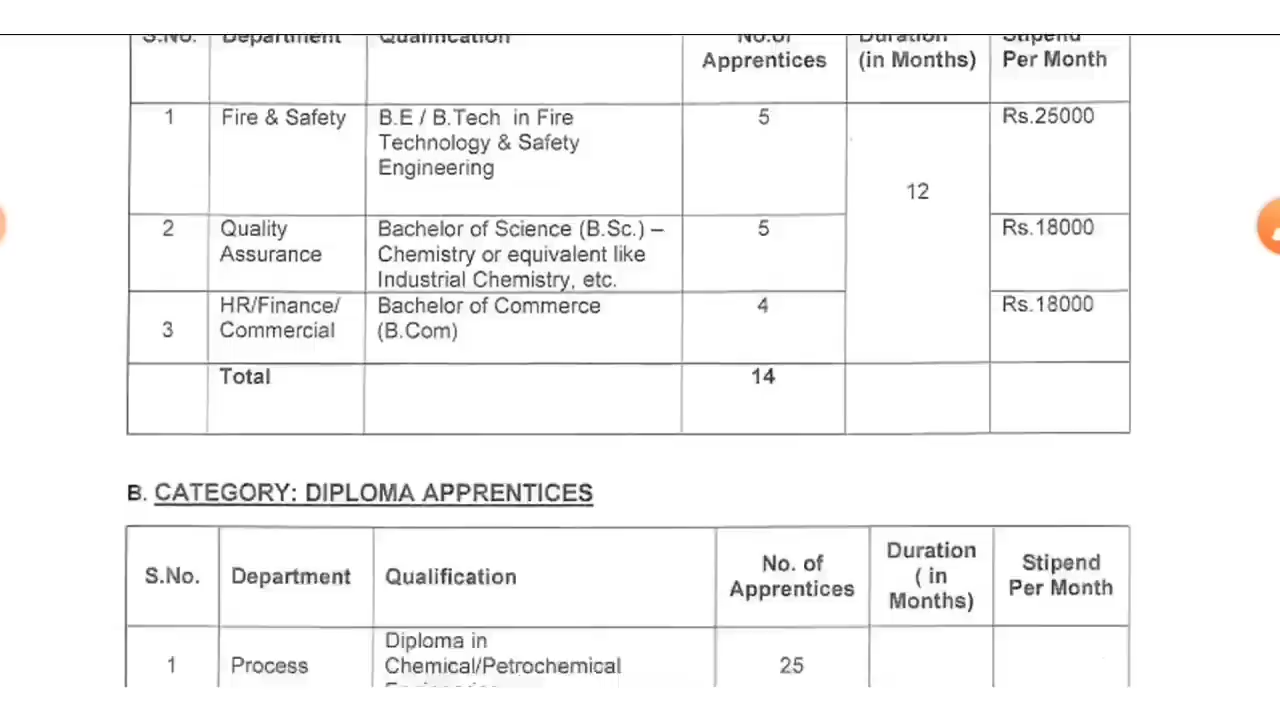 S.No. Department Qualification No.of Duration Stipend
Apprentices (in Months) Per Month
1 Fire & Safety B.E / B.Tech in Fire 5 Rs.25000
Technology & Safety
Engineering
12
2 Quality Bachelor of Science (B.Sc.) – 5 Rs.18000
Assurance Chemistry or equivalent like
Industrial Chemistry, etc.
HR/Finance/ Bachelor of Commerce 4 Rs.18000
3 Commercial (B.Com)
Total 14
B. CATEGORY: DIPLOMA APPRENTICES
S.No. Department Qualification No. of Apprentices Duration ( in Months) Stipend Per Month
Diploma in
1 Process Chemical/Petrochemical 25